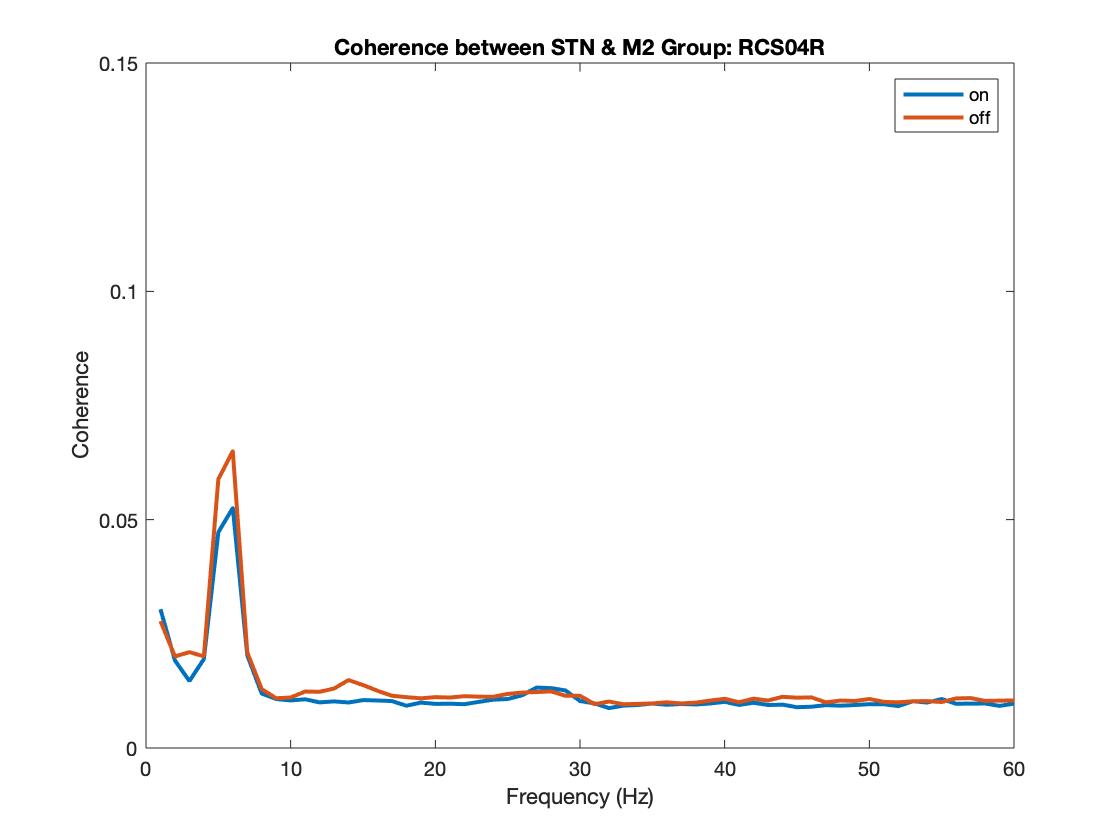 Coherence between STN & M2 Group: RCS04R
0.15
0.1
0.05
0
Coherence
on
off
0 10 20 30 40 50 60
Frequency (Hz)